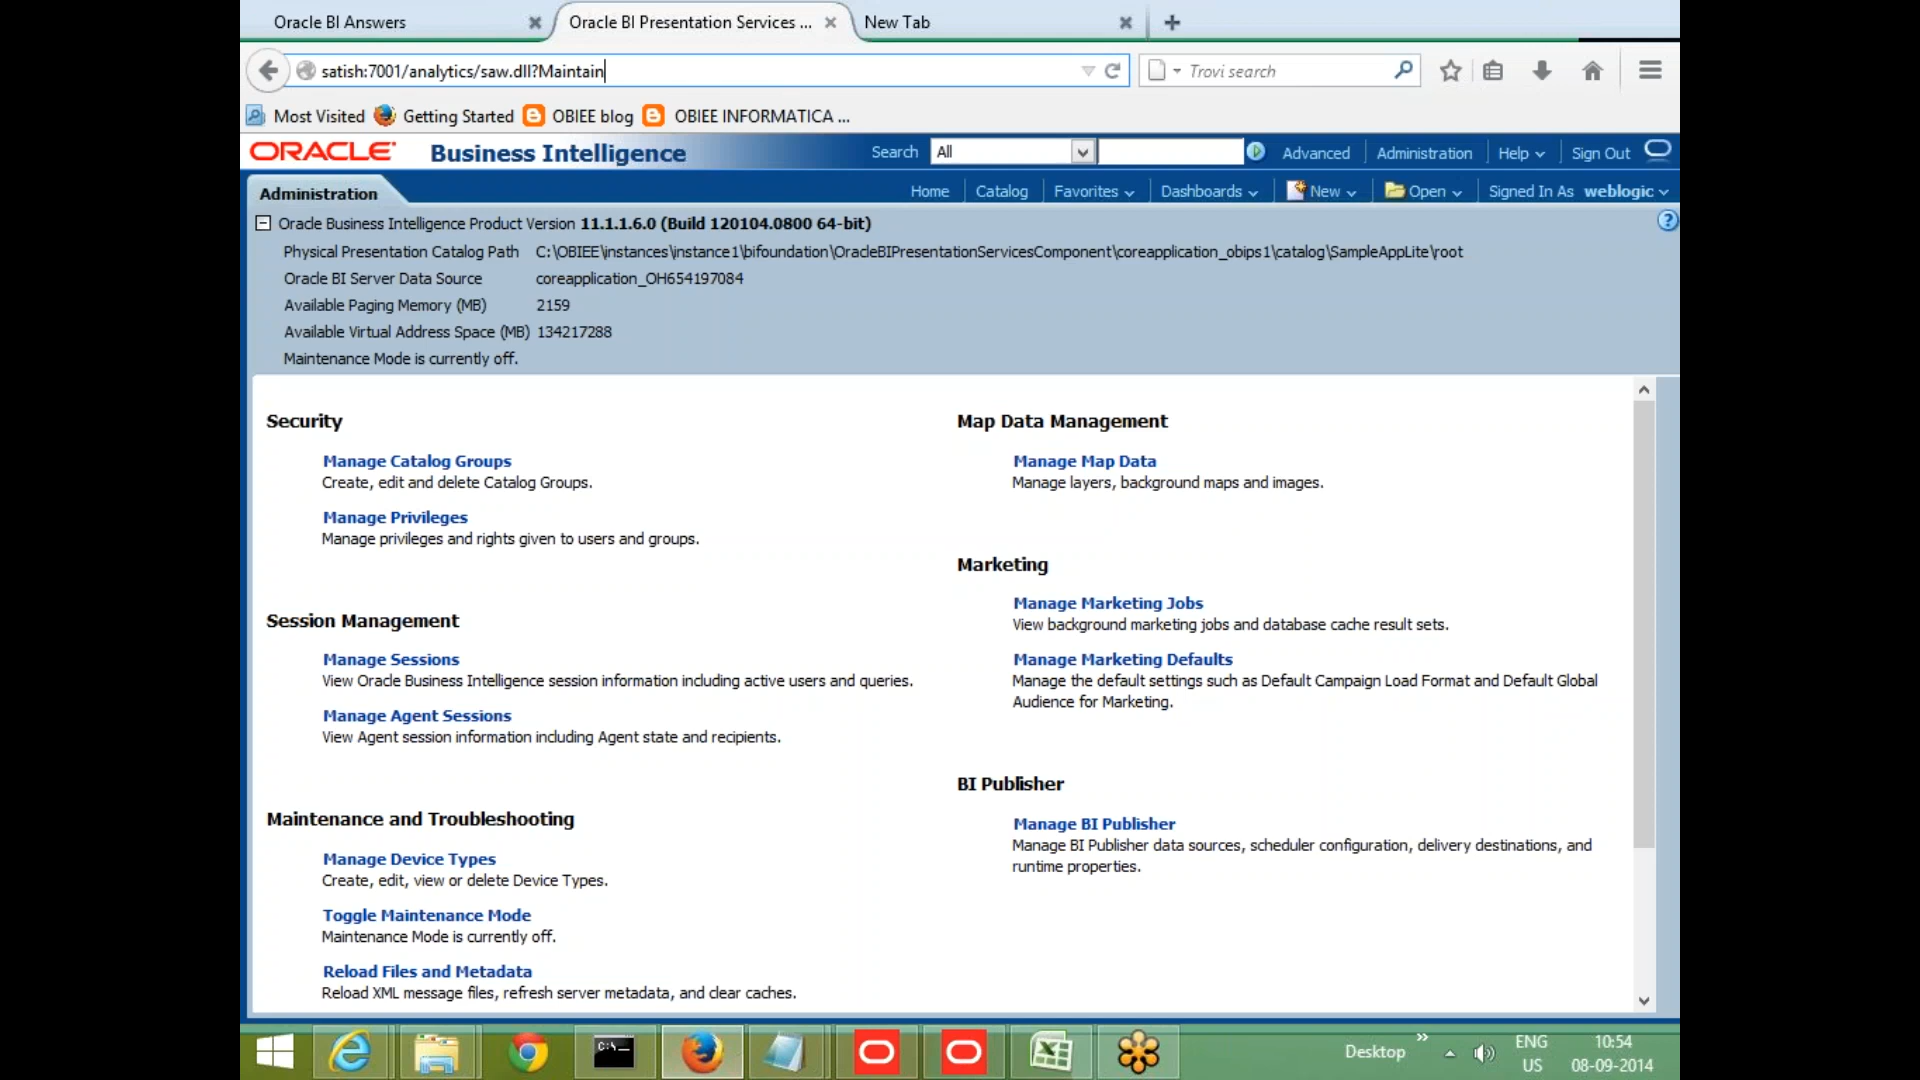 Oracle BI Answers
Oracle BI Presentation Services ...
New Tab
satish:7001/analytics/saw.dll?Maintain
Trovi search
Most Visited
Getting Started
OBIEE blog
OBIEE INFORMATICA ...
ORACLE Business Intelligence
Search All
Advanced
Administration
Help
Sign Out
Administration
Home
Catalog
Favorites
Dashboards
New
Open
Signed In As weblogic
Oracle Business Intelligence Product Version 11.1.1.6.0 (Build 120104.0800 64-bit)
Physical Presentation Catalog Path C:\OBIEE\instances\instance1\bifoundation\OracleBIPresentationServicesComponent\coreapplication_obips1\catalog\SampleAppLite\root
Oracle BI Server Data Source coreapplication_OH654197084
Available Paging Memory (MB) 2159
Available Virtual Address Space (MB) 134217288
Maintenance Mode is currently off.
Security
Manage Catalog Groups
Create, edit and delete Catalog Groups.
Manage Privileges
Manage privileges and rights given to users and groups.
Session Management
Manage Sessions
View Oracle Business Intelligence session information including active users and queries.
Manage Agent Sessions
View Agent session information including Agent state and recipients.
Maintenance and Troubleshooting
Manage Device Types
Create, edit, view or delete Device Types.
Toggle Maintenance Mode
Maintenance Mode is currently off.
Reload Files and Metadata
Reload XML message files, refresh server metadata, and clear caches.
Map Data Management
Manage Map Data
Manage layers, background maps and images.
Marketing
Manage Marketing Jobs
View background marketing jobs and database cache result sets.
Manage Marketing Defaults
Manage the default settings such as Default Campaign Load Format and Default Global
Audience for Marketing.
BI Publisher
Manage BI Publisher
Manage BI Publisher data sources, scheduler configuration, delivery destinations, and
runtime properties.
C:\_
Desktop
ENG
US
10:54
08-09-2014